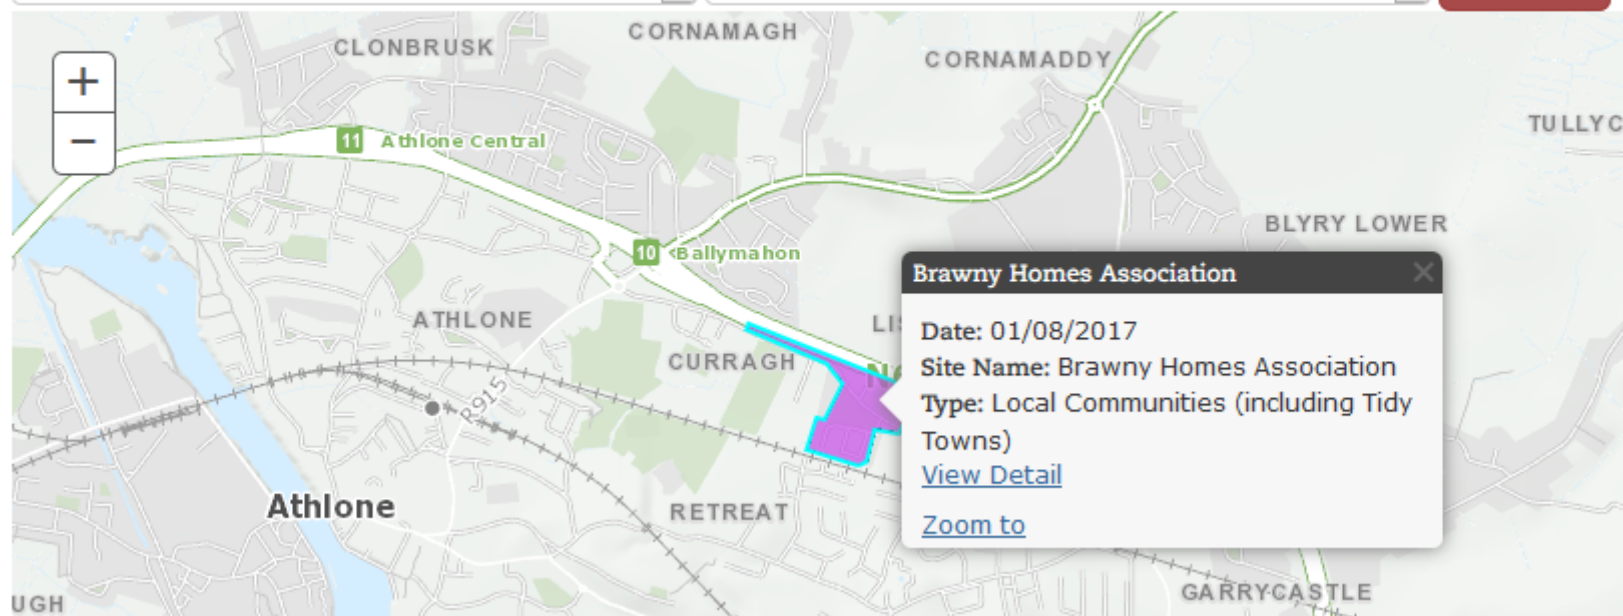 CORNAMAGH
CLONBRUSK
CORNAMADDY
+
−
11 Athlone Central
TULLYC
BLYRY LOWER
10 Ballymahon
Brawny Homes Association
ATHLONE
LIS
Date: 01/08/2017
CURRAGH
Site Name: Brawny Homes Association
R915
Type: Local Communities (including Tidy
Towns)
View Detail
Athlone
RETREAT
Zoom to
GARRYCASTLE
UGH